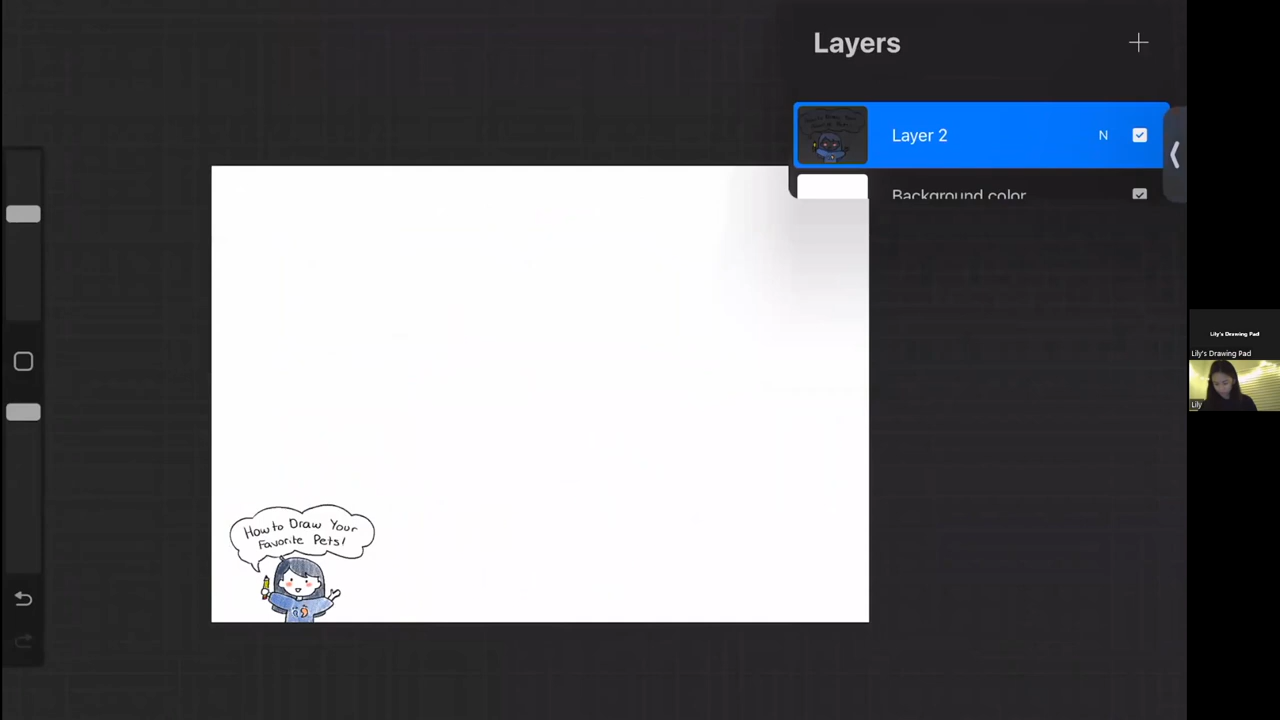 Layers
Layer 2
N
Background color
How to Draw Your
Favorite Pets!
Lily's Drawing Pad
Lily's Drawing Pad
Lily